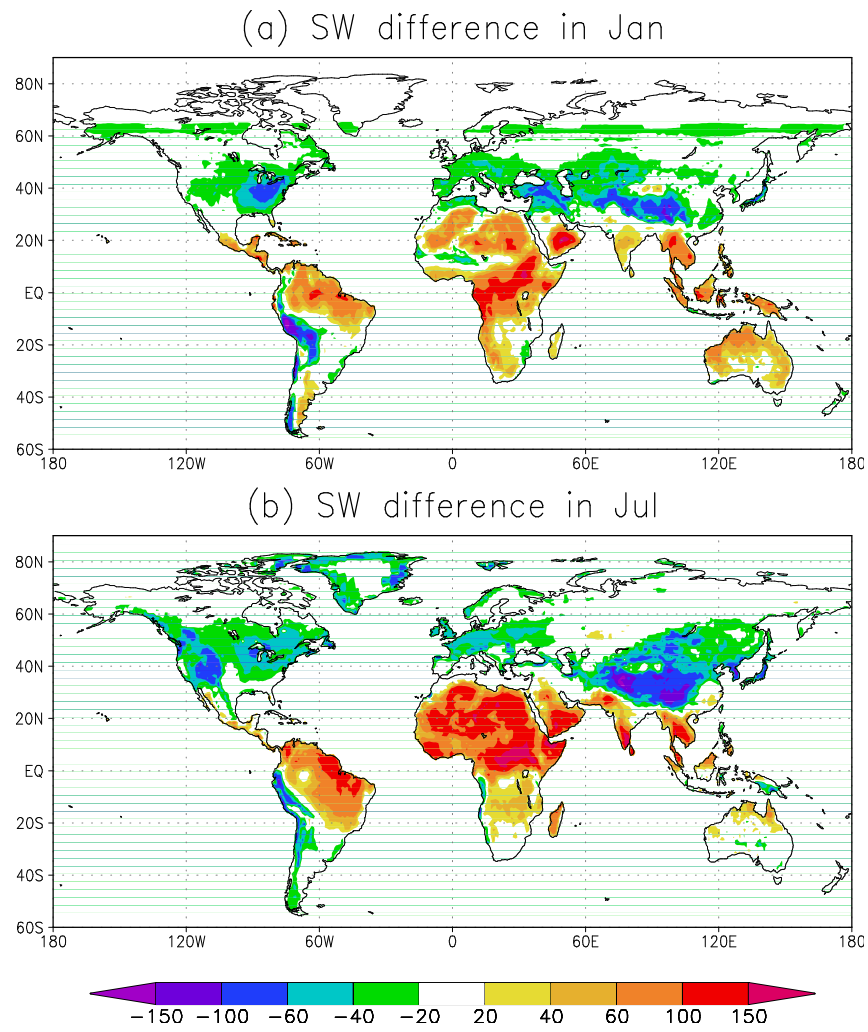 (a) SW difference in Jan
80N
60N
40N
20N
EQ
20S
40S
60S
180 120W 60W 0 60E 120E 180
(b) SW difference in Jul
80N
60N
40N
20N
EQ
20S
40S
60S
180 120W 60W 0 60E 120E 180
−150 −100 −60 −40 −20 20 40 60 100 150